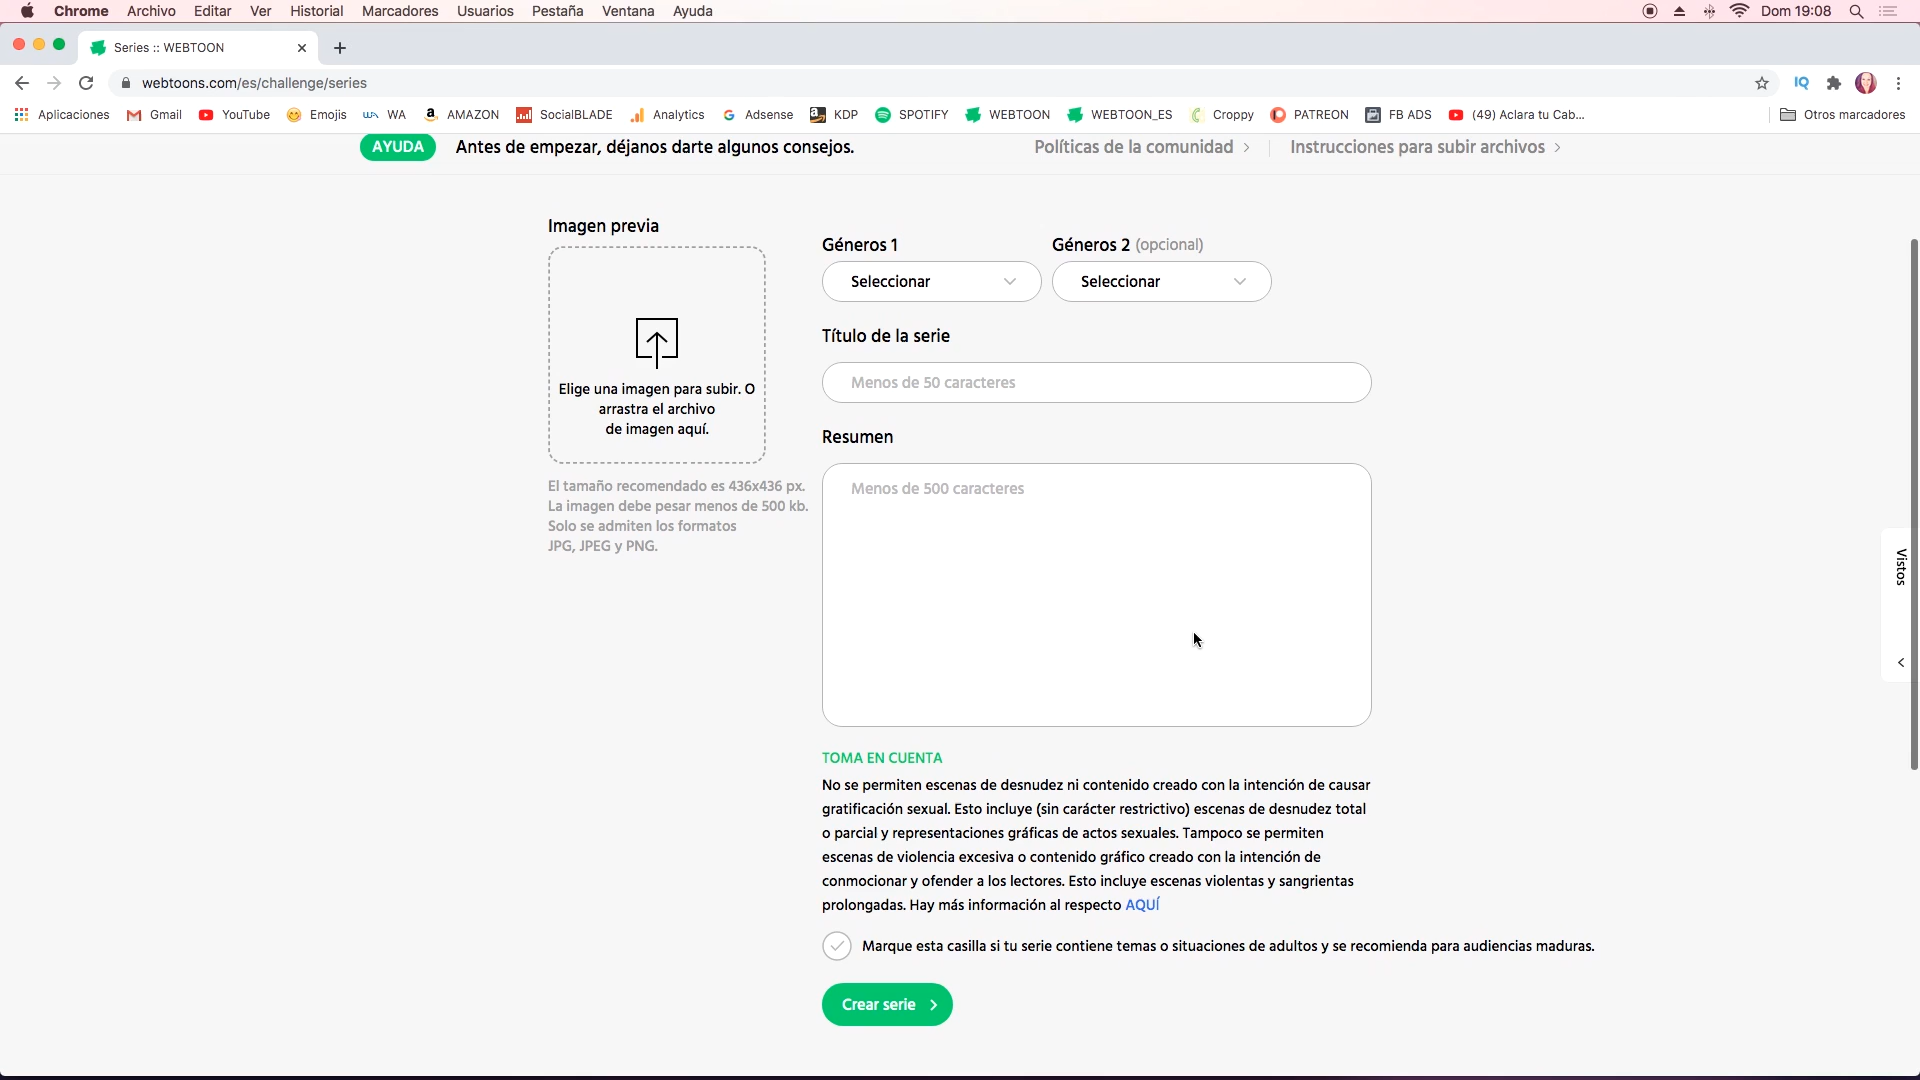 Chrome Archivo Editar Ver Historial Marcadores Usuarios Pestaña Ventana Ayuda Dom 19:08
Series :: WEBTOON
webtoons.com/es/challenge/series
Aplicaciones Gmail YouTube Emojis WA AMAZON SocialBLADE Analytics Adsense KDP SPOTIFY WEBTOON WEBTOON_ES Croppy PATREON FB ADS (49) Aclara tu Cab... Otros marcadores
AYUDA Antes de empezar, déjanos darte algunos consejos. Políticas de la comunidad Instrucciones para subir archivos
Imagen previa
Elige una imagen para subir. O
arrastra el archivo
de imagen aquí.
El tamaño recomendado es 436x436 px.
La imagen debe pesar menos de 500 kb.
Solo se admiten los formatos
JPG, JPEG y PNG.
Géneros 1 Géneros 2 (opcional)
Seleccionar Seleccionar
Título de la serie
Menos de 50 caracteres
Resumen
Menos de 500 caracteres
TOMA EN CUENTA
No se permiten escenas de desnudez ni contenido creado con la intención de causar
gratificación sexual. Esto incluye (sin carácter restrictivo) escenas de desnudez total
o parcial y representaciones gráficas de actos sexuales. Tampoco se permiten
escenas de violencia excesiva o contenido gráfico creado con la intención de
conmocionar y ofender a los lectores. Esto incluye escenas violentas y sangrientas
prolongadas. Hay más información al respecto AQUÍ
Marque esta casilla si tu serie contiene temas o situaciones de adultos y se recomienda para audiencias maduras.
Crear serie
Vistos